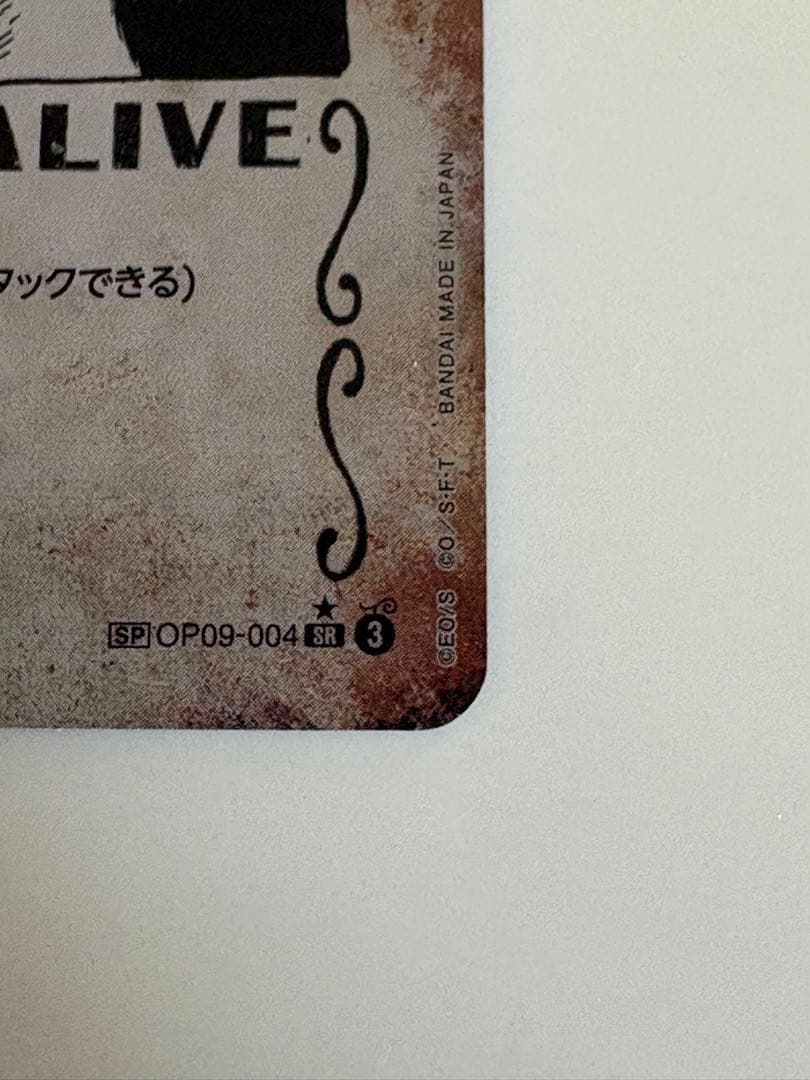 ALIVE
タックできる)
SP OP09-004 SR 3
©EO/S ©O/S·F·T BANDAI MADE IN JAPAN